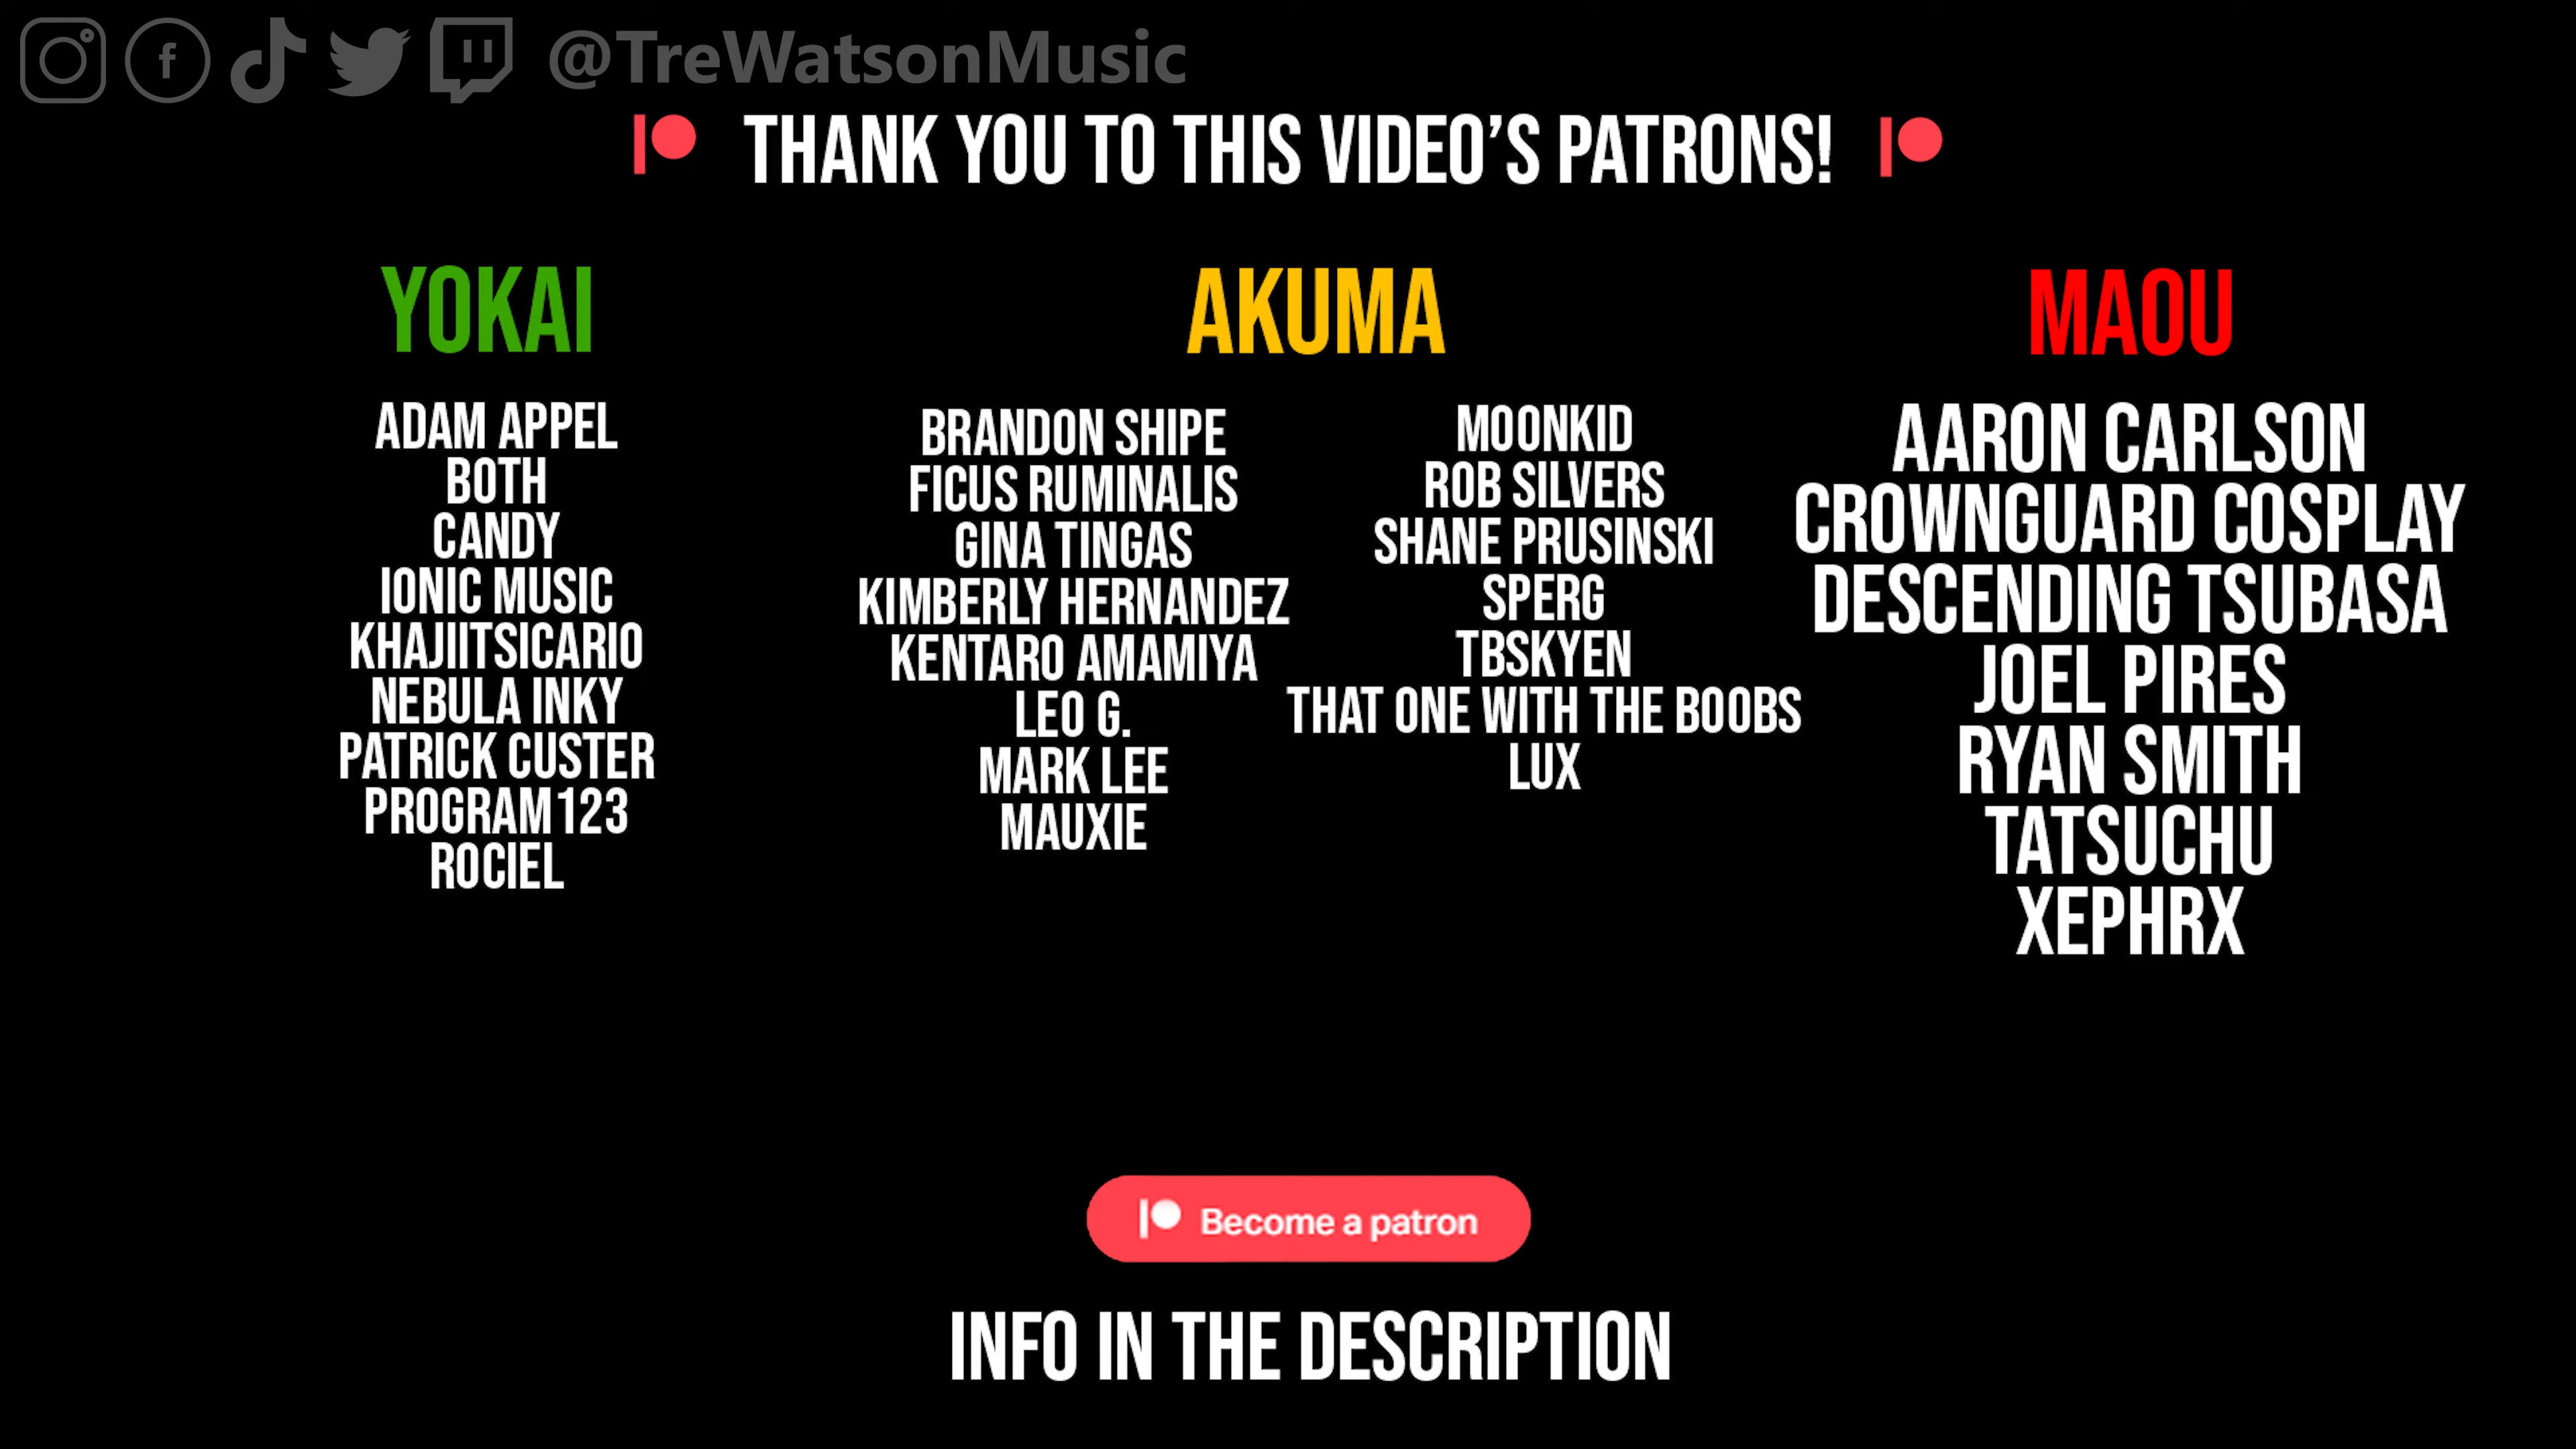 @TreWatsonMusic
THANK YOU TO THIS VIDEO’S PATRONS!
YOKAI
ADAM APPEL
BOTH
CANDY
IONIC MUSIC
KHAJIITSICARIO
NEBULA INKY
PATRICK CUSTER
PROGRAM123
ROCIEL
AKUMA
BRANDON SHIPE
FICUS RUMINALIS
GINA TINGAS
KIMBERLY HERNANDEZ
KENTARO AMAMIYA
LEO G.
MARK LEE
MAUXIE
MOONKID
ROB SILVERS
SHANE PRUSINSKI
SPERG
TBSKYEN
THAT ONE WITH THE BOOBS
LUX
MAOU
AARON CARLSON
CROWNGUARD COSPLAY
DESCENDING TSUBASA
JOEL PIRES
RYAN SMITH
TATSUCHU
XEPHRX
Become a patron
INFO IN THE DESCRIPTION